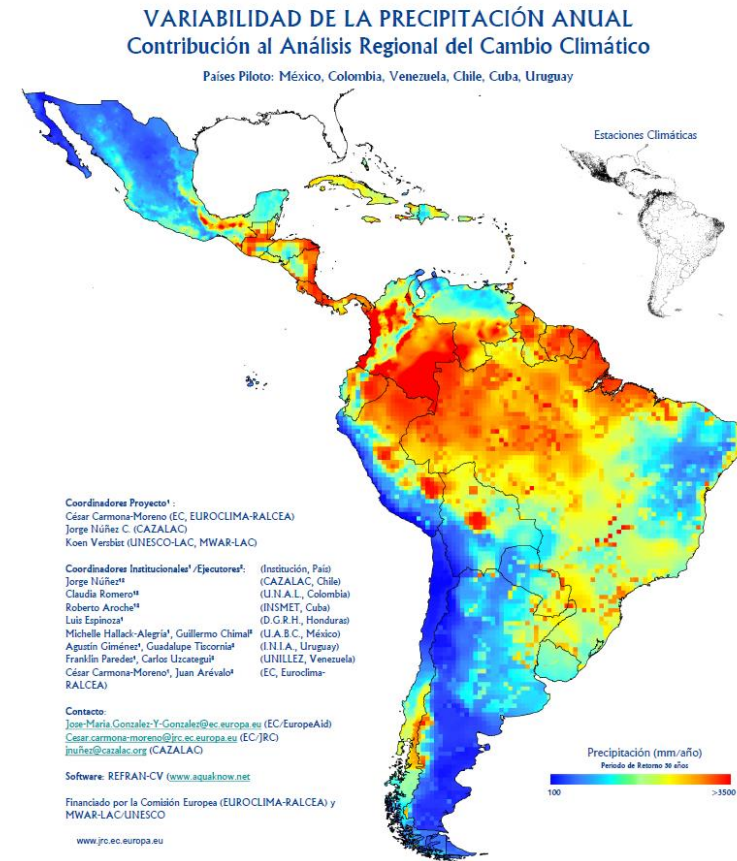 VARIABILIDAD DE LA PRECIPITACIÓN ANUAL
Contribución al Análisis Regional del Cambio Climático
Países Piloto: México, Colombia, Venezuela, Chile, Cuba, Uruguay
Estaciones Climáticas
Coordinadores Proyecto¹ :
César Carmona-Moreno (EC, EUROCLIMA-RALCEA)
Jorge Núñez C. (CAZALAC)
Koen Versbist (UNESCO-LAC, MWAR-LAC)
Coordinadores Institucionales¹ /Ejecutores²: (Institución, País)
Jorge Núñez¹² (CAZALAC, Chile)
Claudia Romero¹² (U.N.A.L., Colombia)
Roberto Aroche¹² (INSMET, Cuba)
Luis Espinoza¹ (D.G.R.H., Honduras)
Michelle Hallack-Alegría¹, Guillermo Chimal² (U.A.B.C., México)
Agustín Giménez¹, Guadalupe Tiscornia² (I.N.I.A., Uruguay)
Franklin Paredes¹, Carlos Uzcategui² (UNILLEZ, Venezuela)
César Carmona-Moreno¹, Juan Arévalo² (EC, Euroclima-
RALCEA)
Contacto:
Jose-Maria.Gonzalez-Y-Gonzalez@ec.europa.eu (EC/EuropeAid)
Cesar.carmona-moreno@jrc.ec.europa.eu (EC/JRC)
jnuñez@cazalac.org (CAZALAC)
Software: REFRAN-CV (www.aquaknow.net
Financiado por la Comisión Europea (EUROCLIMA-RALCEA) y
MWAR-LAC/UNESCO
www.jrc.ec.europa.eu
Precipitación (mm/año)
Periodo de Retorno 30 años
100 >3500